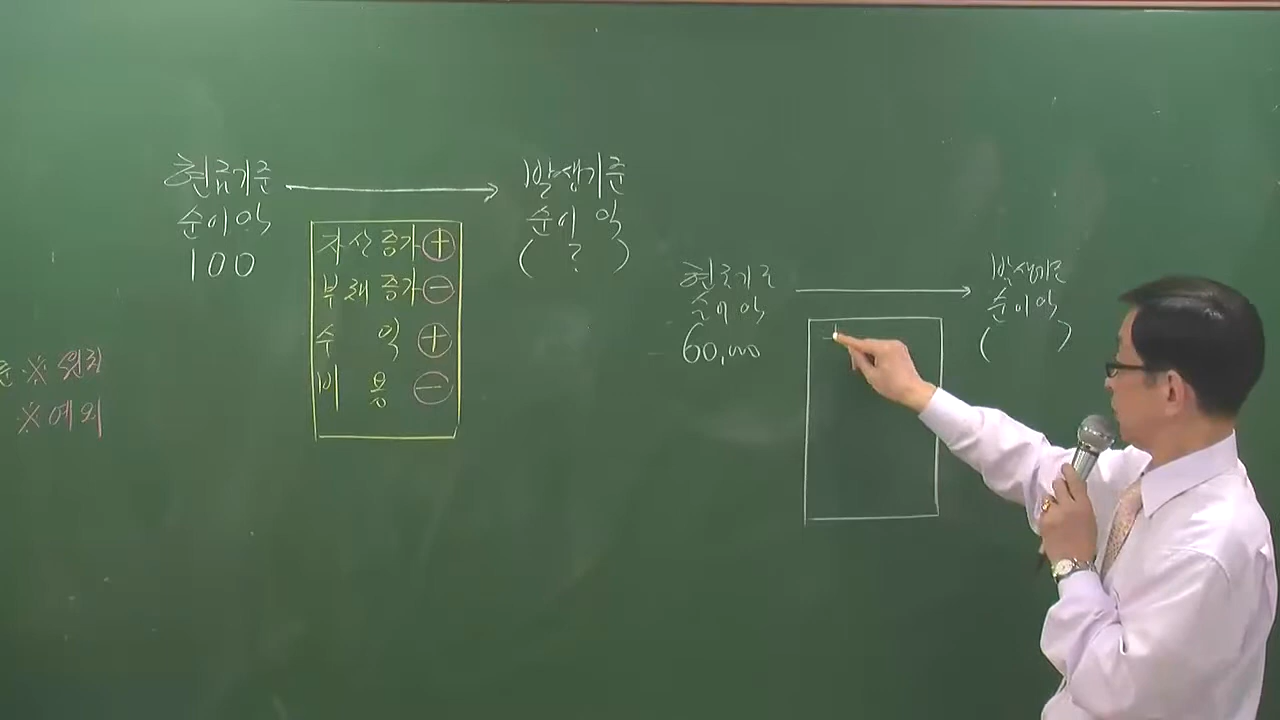 현금기준
순이익
100
발생기준
순이익
( ? )
자산증가 ⊕
부채증가 ⊖
수 익 ⊕
비 용 ⊖
※ 원칙
※ 예외
현금기준
순이익
60,000
발생기준
순이익
( )